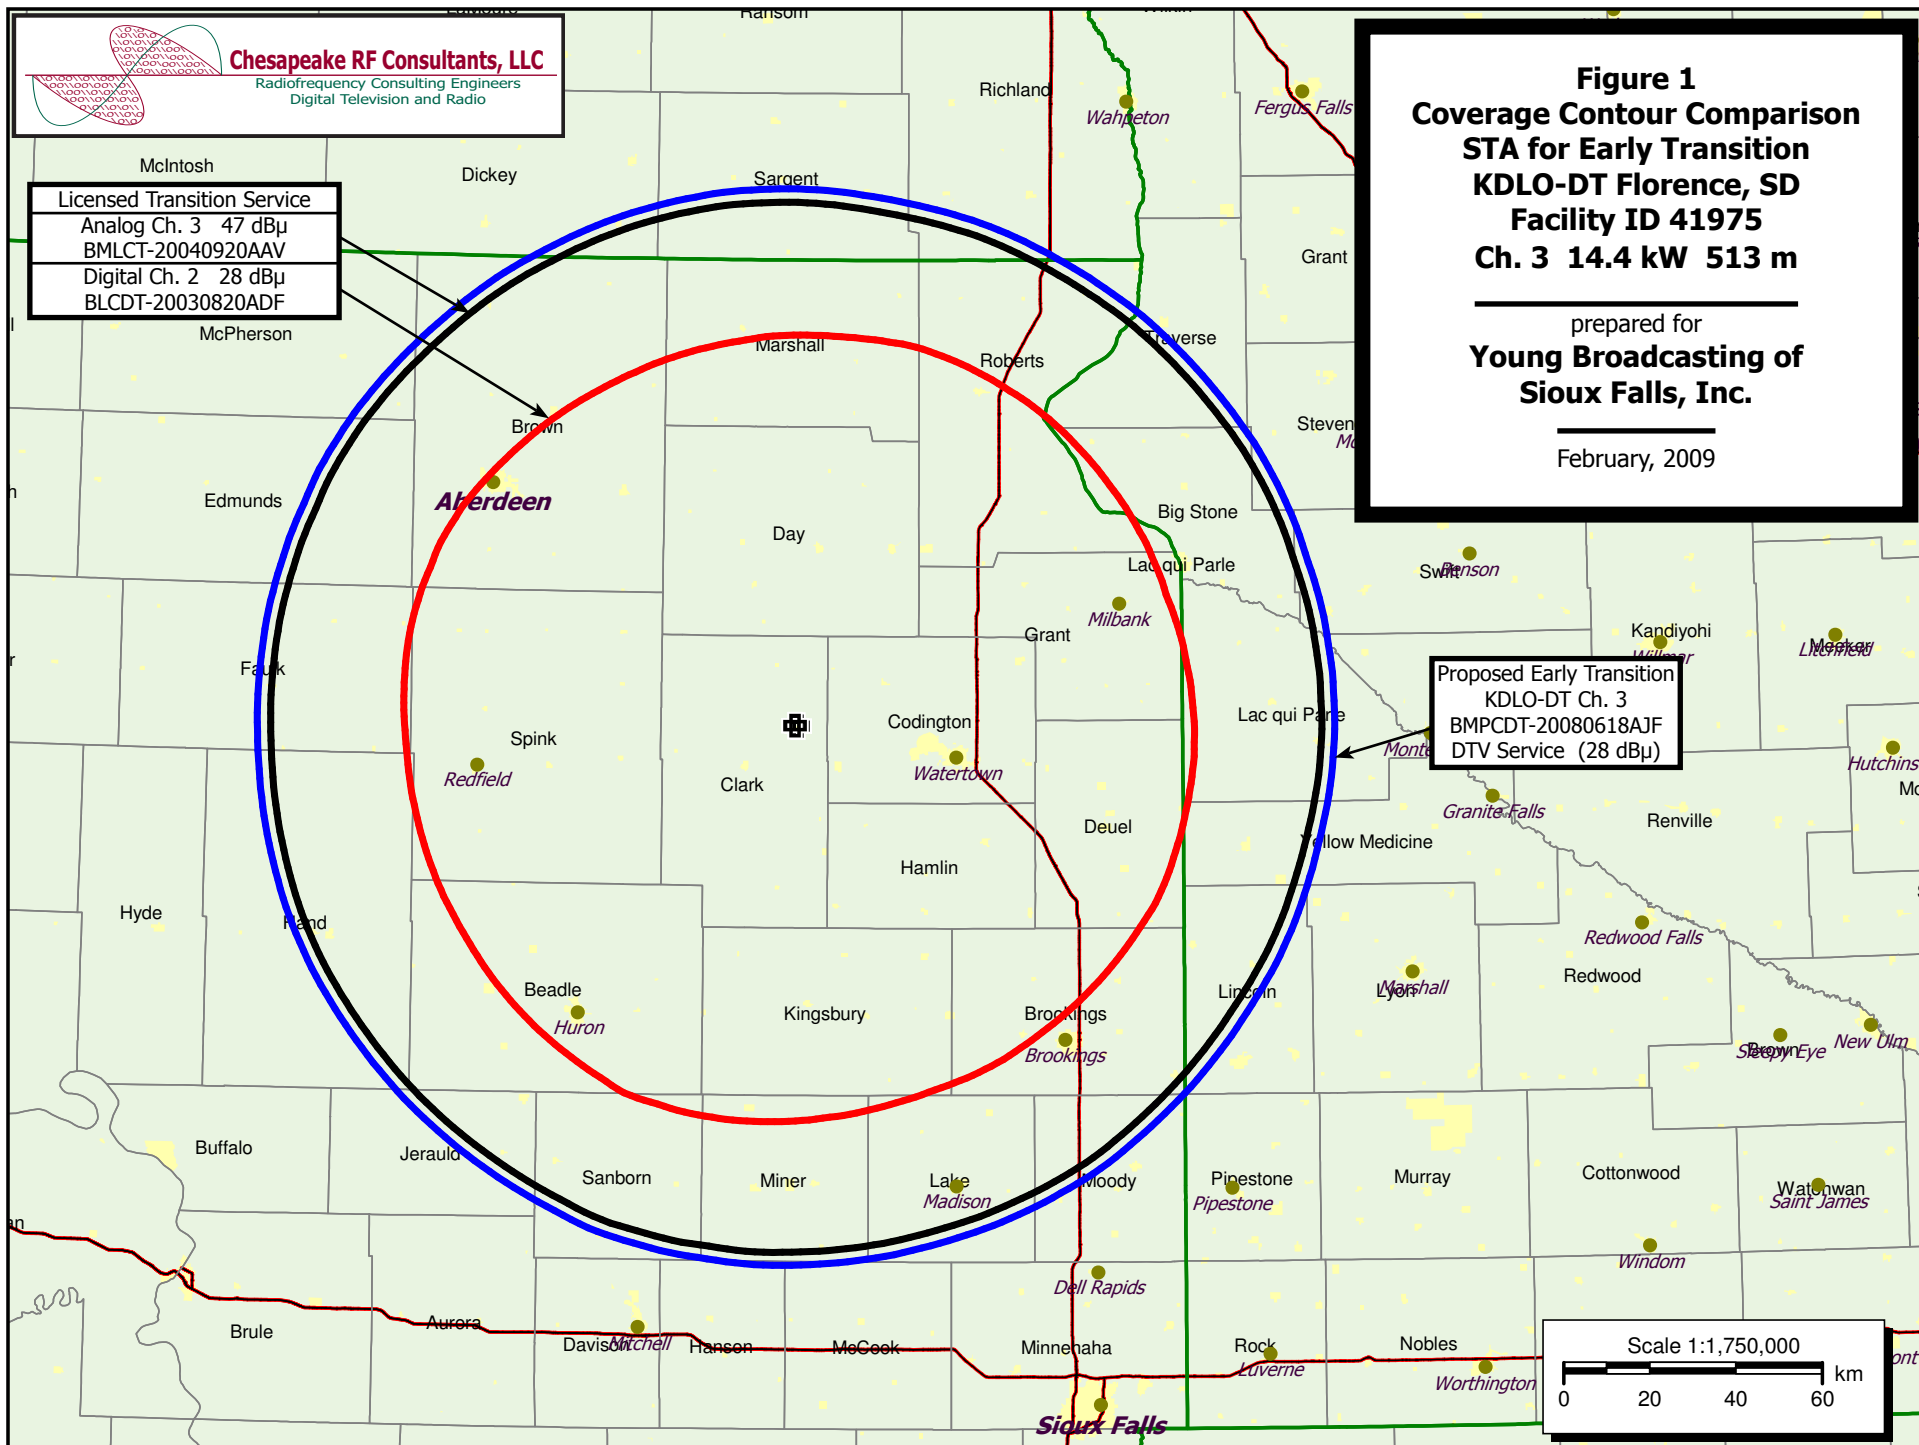 LaMoure
Ransom
Wilkin
Chesapeake RF Consultants, LLC
Radiofrequency Consulting Engineers
Digital Television and Radio
Figure 1
Coverage Contour Comparison
STA for Early Transition
KDLO-DT Florence, SD
Facility ID 41975
Ch. 3 14.4 kW 513 m
prepared for
Young Broadcasting of
Sioux Falls, Inc.
February, 2009
Licensed Transition Service
Analog Ch. 3 47 dBµ
BMLCT-20040920AAV
Digital Ch. 2 28 dBµ
BLCDT-20030820ADF
Proposed Early Transition
KDLO-DT Ch. 3
BMPCDT-20080618AJF
DTV Service (28 dBµ)
Richland
Wahpeton
Fergus Falls
McIntosh
Dickey
Sargent
Grant
McPherson
Marshall
Roberts
Traverse
Brown
Steven
Edmunds
Aberdeen
Day
Big Stone
Lac qui Parle
Swift
Benson
Milbank
Grant
Kandiyohi
Willmar
Meeker
Litchfield
Faulk
Spink
Redfield
Codington
Watertown
Clark
Lac qui Parle
Monte
Hutchins
Granite Falls
Renville
Deuel
Yellow Medicine
Hamlin
Hyde
Hand
Redwood Falls
Redwood
Beadle
Huron
Kingsbury
Brookings
Brookings
Lincoln
Lyon
Marshall
Brown
Sleepy Eye
New Ulm
Buffalo
Jerauld
Sanborn
Miner
Lake
Madison
Moody
Pipestone
Pipestone
Murray
Cottonwood
Watonwan
Saint James
Windom
Dell Rapids
Brule
Aurora
Davison
Mitchell
Hanson
McCook
Minnehaha
Rock
Luverne
Nobles
Worthington
Sioux Falls
Scale 1:1,750,000
km
0 20 40 60